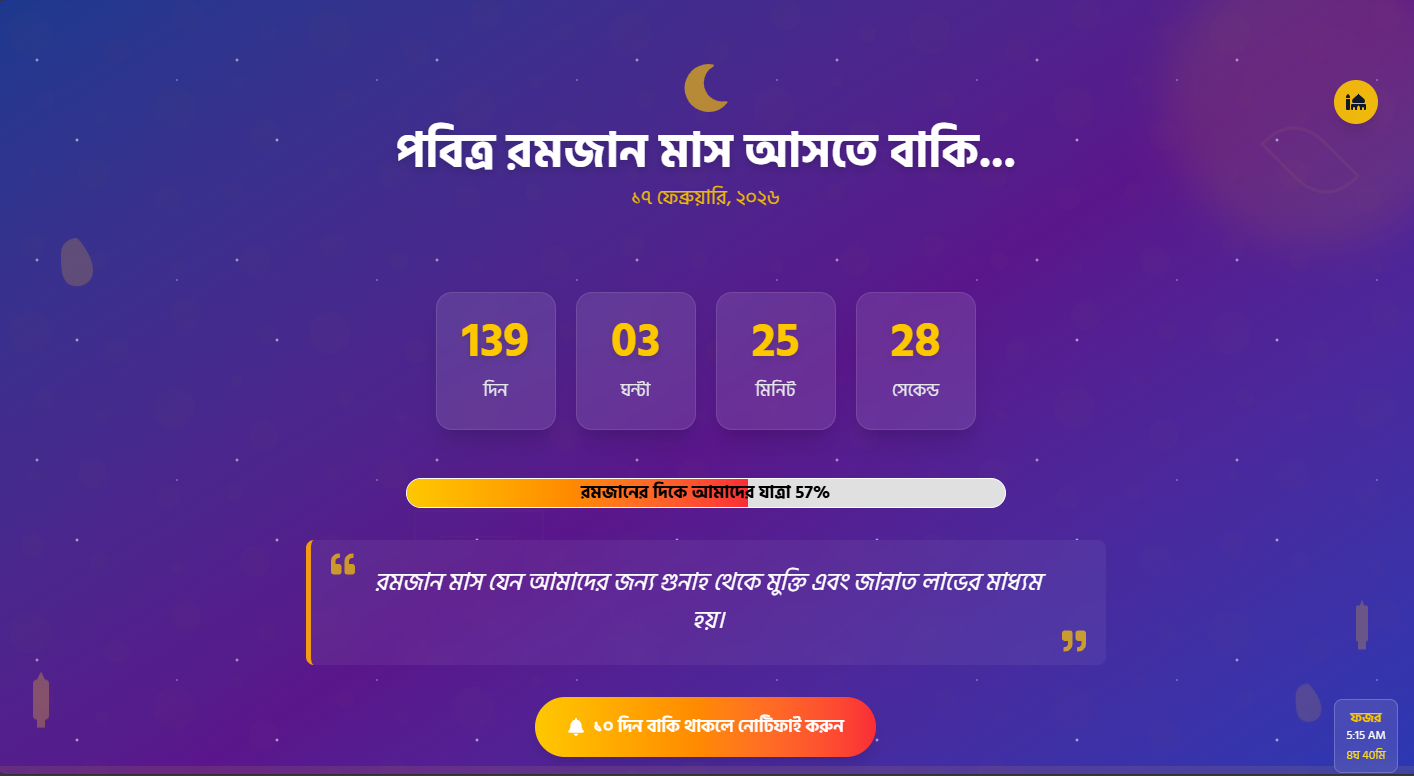 পবিত্র রমজান মাস আসতে বাকি...
১৭ ফেব্রুয়ারি, ২০২৬
139
দিন
03
ঘন্টা
25
মিনিট
28
সেকেন্ড
রমজানের দিকে আমাদের যাত্রা 57%
রমজান মাস যেন আমাদের জন্য গুনাহ থেকে মুক্তি এবং জান্নাত লাভের মাধ্যম
হয়।
১০ দিন বাকি থাকলে নোটিফাই করুন
ফজর
5:15 AM
৪ঘ 40মি